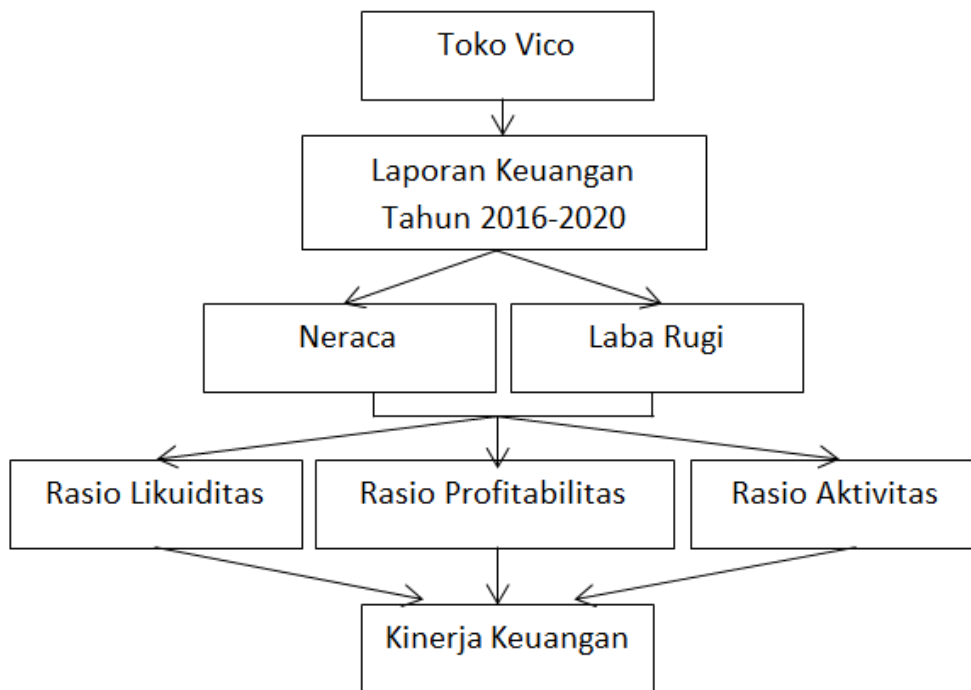 Toko Vico
Laporan Keuangan
Tahun 2016-2020
Neraca
Laba Rugi
Rasio Likuiditas
Rasio Profitabilitas
Rasio Aktivitas
Kinerja Keuangan